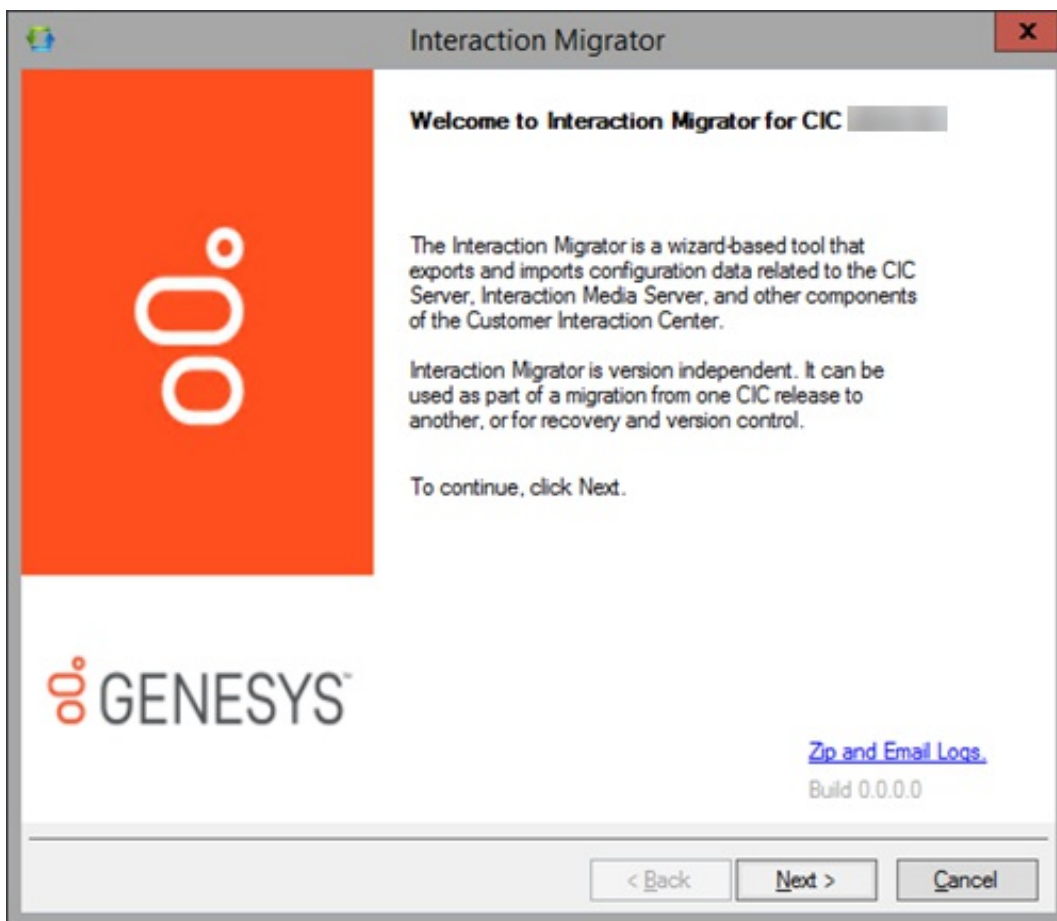 Interaction Migrator
x
Welcome to Interaction Migrator for CIC
The Interaction Migrator is a wizard-based tool that
exports and imports configuration data related to the CIC
Server, Interaction Media Server, and other components
of the Customer Interaction Center.
Interaction Migrator is version independent. It can be
used as part of a migration from one CIC release to
another, or for recovery and version control.
To continue, click Next.
GENESYS™
Zip and Email Logs.
Build 0.0.0.0
< Back
Next >
Cancel